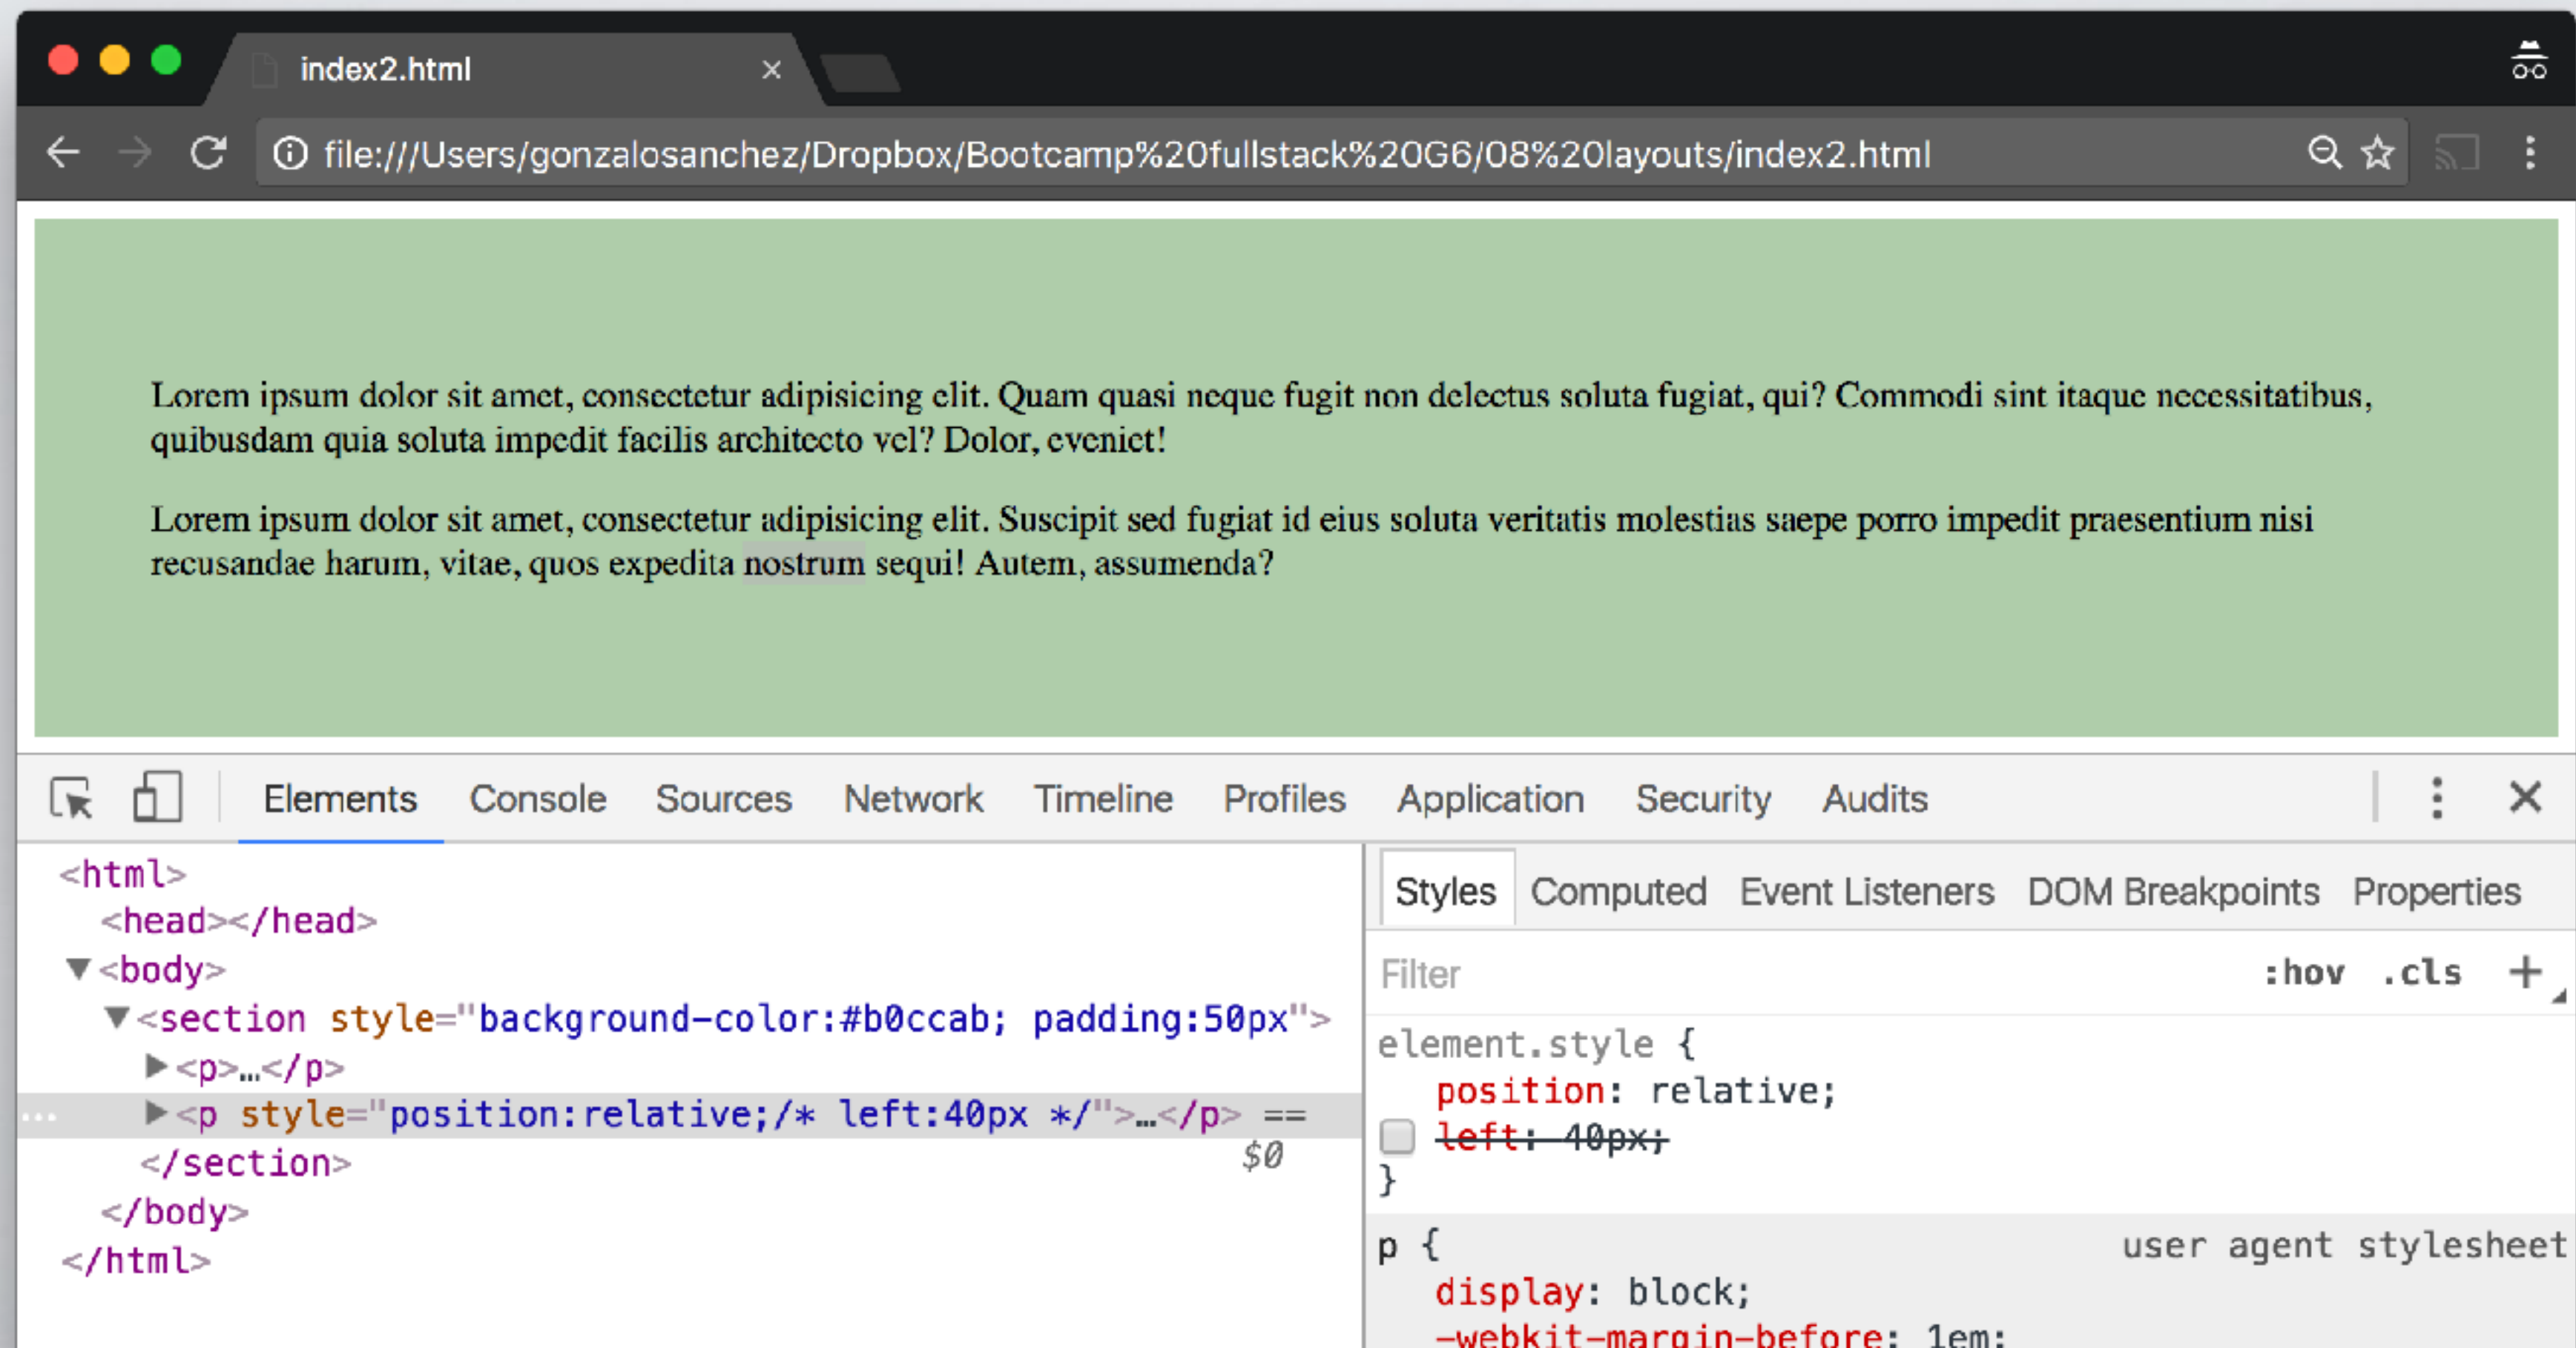 index2.html
file:///Users/gonzalosanchez/Dropbox/Bootcamp%20fullstack%20G6/08%20layouts/index2.html
Lorem ipsum dolor sit amet, consectetur adipisicing elit. Quam quasi neque fugit non delectus soluta fugiat, qui? Commodi sint itaque necessitatibus,
quibusdam quia soluta impedit facilis architecto vel? Dolor, eveniet!
Lorem ipsum dolor sit amet, consectetur adipisicing elit. Suscipit sed fugiat id eius soluta veritatis molestias saepe porro impedit praesentium nisi
recusandae harum, vitae, quos expedita nostrum sequi! Autem, assumenda?
Elements Console Sources Network Timeline Profiles Application Security Audits
<html>
<head></head>
<body>
<section style="background-color:#b0ccab; padding:50px">
<p>…</p>
<p style="position:relative;/* left:40px */">…</p> ==
$0
</section>
</body>
</html>
Styles Computed Event Listeners DOM Breakpoints Properties
Filter :hov .cls +
element.style {
position: relative;
left: 40px;
}
p { user agent stylesheet
display: block;
-webkit-margin-before: 1em;